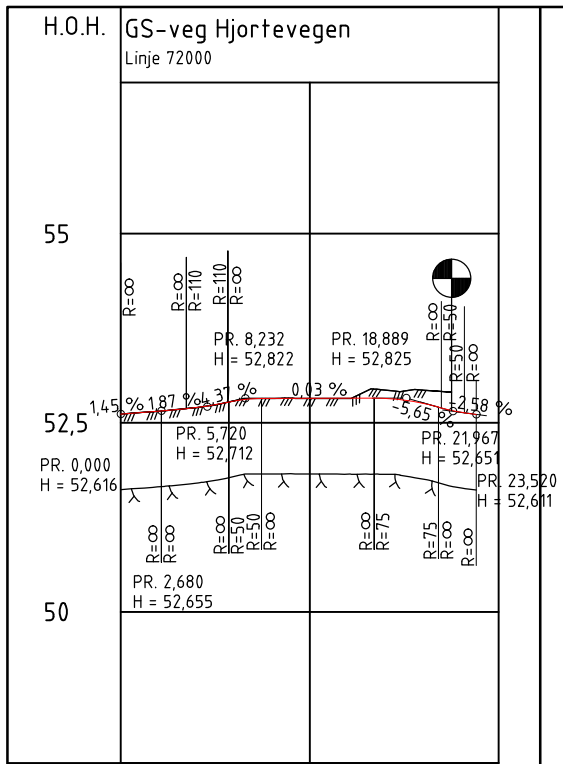 H.O.H.
GS-veg Hjortevegen
Linje 72000
55
R=∞
R=∞
R=110
R=110
R=∞
R=∞
R=50
R=50
R=∞
PR. 8,232
H = 52,822
PR. 18,889
H = 52,825
1,45 %
1,87 %
4,37 %
0,03 %
-5,65 %
-2,58 %
52,5
PR. 5,720
H = 52,712
PR. 21,967
H = 52,651
PR. 0,000
H = 52,616
PR. 23,520
H = 52,611
R=∞
R=∞
R=∞
R=50
R=50
R=∞
R=∞
R=75
R=75
R=∞
R=∞
PR. 2,680
H = 52,655
50